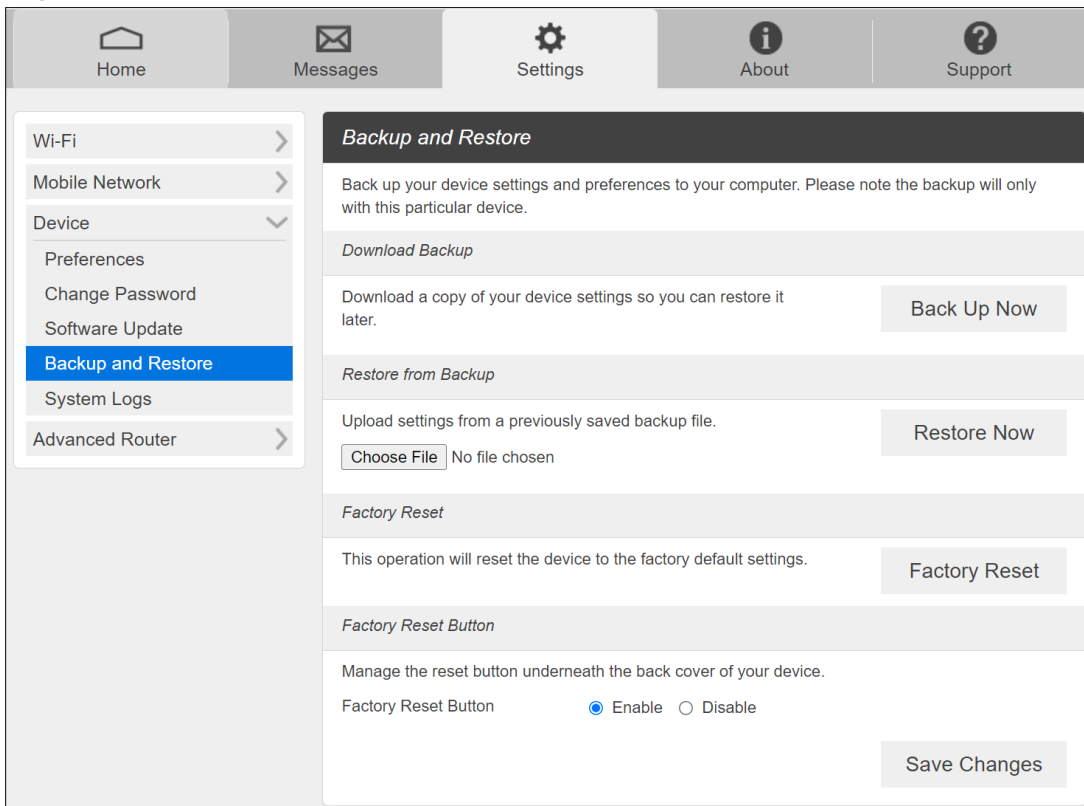 Home
Messages
Settings
About
Support
Wi-Fi
Mobile Network
Device
Preferences
Change Password
Software Update
Backup and Restore
System Logs
Advanced Router
Backup and Restore
Back up your device settings and preferences to your computer. Please note the backup will only
with this particular device.
Download Backup
Download a copy of your device settings so you can restore it
later.
Back Up Now
Restore from Backup
Upload settings from a previously saved backup file.
Choose File No file chosen
Restore Now
Factory Reset
This operation will reset the device to the factory default settings.
Factory Reset
Factory Reset Button
Manage the reset button underneath the back cover of your device.
Factory Reset Button Enable Disable
Save Changes